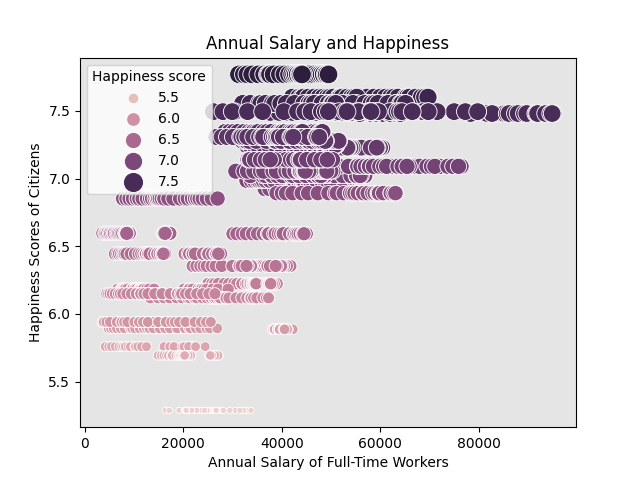 Annual Salary and Happiness
Happiness score
5.5
6.0
6.5
7.0
7.5
Happiness Scores of Citizens
7.5
7.0
6.5
6.0
5.5
0 20000 40000 60000 80000
Annual Salary of Full-Time Workers